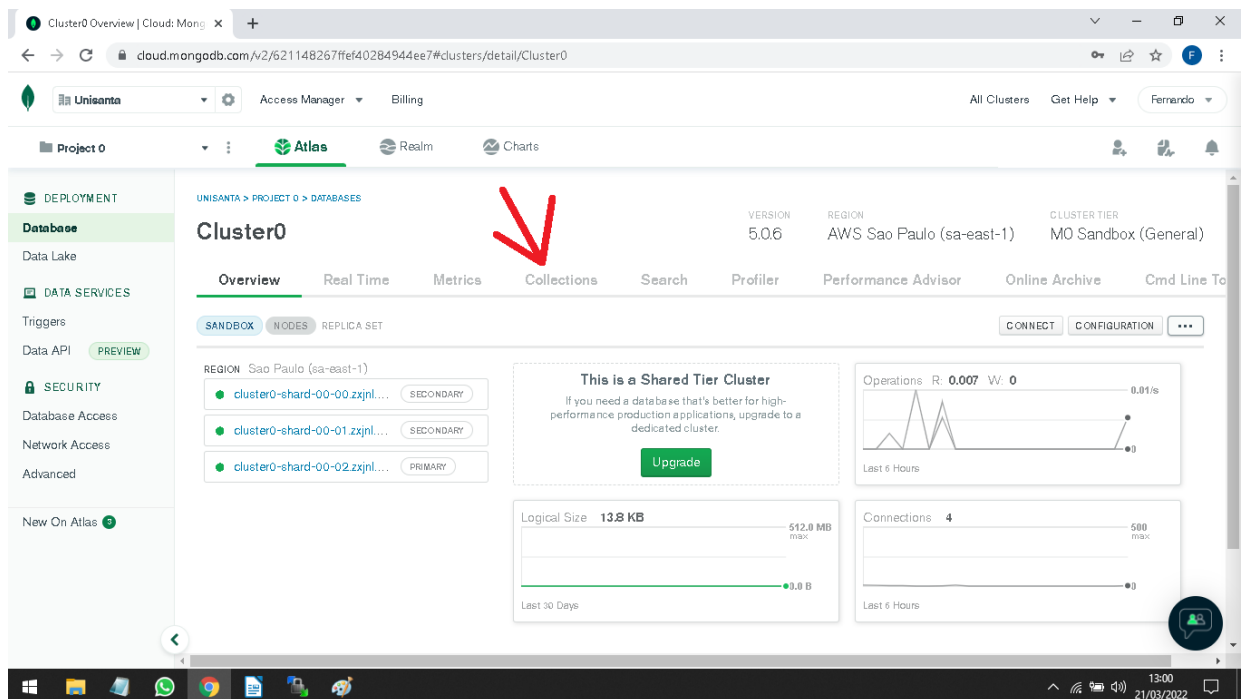 Cluster0 Overview | Cloud: Mong
cloud.mongodb.com/v2/621148267ffef40284944ee7#clusters/detail/Cluster0
F
Unisanta Access Manager Billing All Clusters Get Help Fernando
Project 0 Atlas Realm Charts
DEPLOYMENT
Database
Data Lake
DATA SERVICES
Triggers
Data API PREVIEW
SECURITY
Database Access
Network Access
Advanced
New On Atlas 3
UNISANTA > PROJECT 0 > DATABASES
Cluster0
VERSION
5.0.6
REGION
AWS Sao Paulo (sa-east-1)
CLUSTER TIER
M0 Sandbox (General)
Overview Real Time Metrics Collections Search Profiler Performance Advisor Online Archive Cmd Line To
SANDBOX NODES REPLICA SET CONNECT CONFIGURATION ...
REGION Sao Paulo (sa-east-1)
cluster0-shard-00-00.zxjnl.... SECONDARY
cluster0-shard-00-01.zxjnl.... SECONDARY
cluster0-shard-00-02.zxjnl.... PRIMARY
This is a Shared Tier Cluster
If you need a database that's better for high-
performance production applications, upgrade to a
dedicated cluster.
Upgrade
Operations R: 0.007 W: 0
0.01/s
0
Last 6 Hours
Logical Size 13.8 KB
512.0 MB
max
0.0 B
Last 30 Days
Connections 4
500
max
0
Last 6 Hours
13:00
21/03/2022